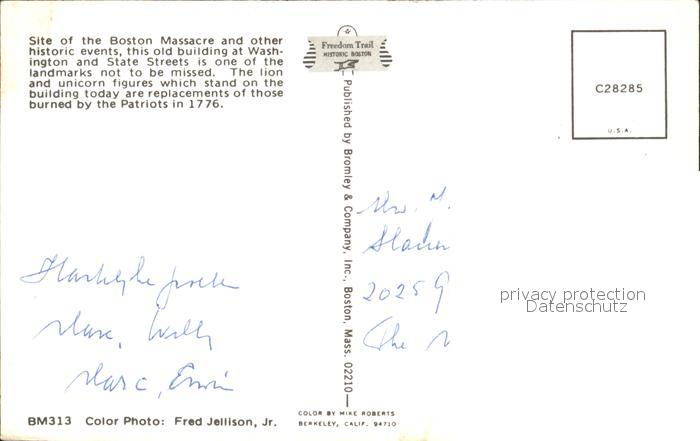 Site of the Boston Massacre and other
historic events, this old building at Wash-
ington and State Streets is one of the
landmarks not to be missed. The lion
and unicorn figures which stand on the
building today are replacements of those
burned by the Patriots in 1776.
Freedom Trail
HISTORIC BOSTON
Published by Bromley & Company, Inc., Boston, Mass. 02210
C28285
U.S.A.
2025
The
privacy protection
Datenschutz
Willy
BM313 Color Photo: Fred Jellison, Jr.
COLOR BY MIKE ROBERTS
BERKELEY, CALIF. 94710